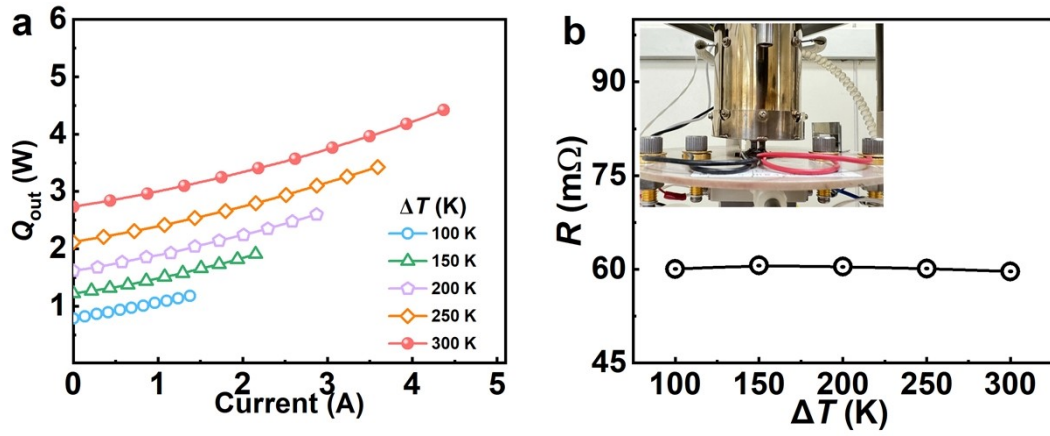 a
6
5
4
3
2
1
Q_out (W)
0 1 2 3 4 5
Current (A)
ΔT (K)
100 K
150 K
200 K
250 K
300 K
b
90
75
60
45
R (mΩ)
100 150 200 250 300
ΔT (K)